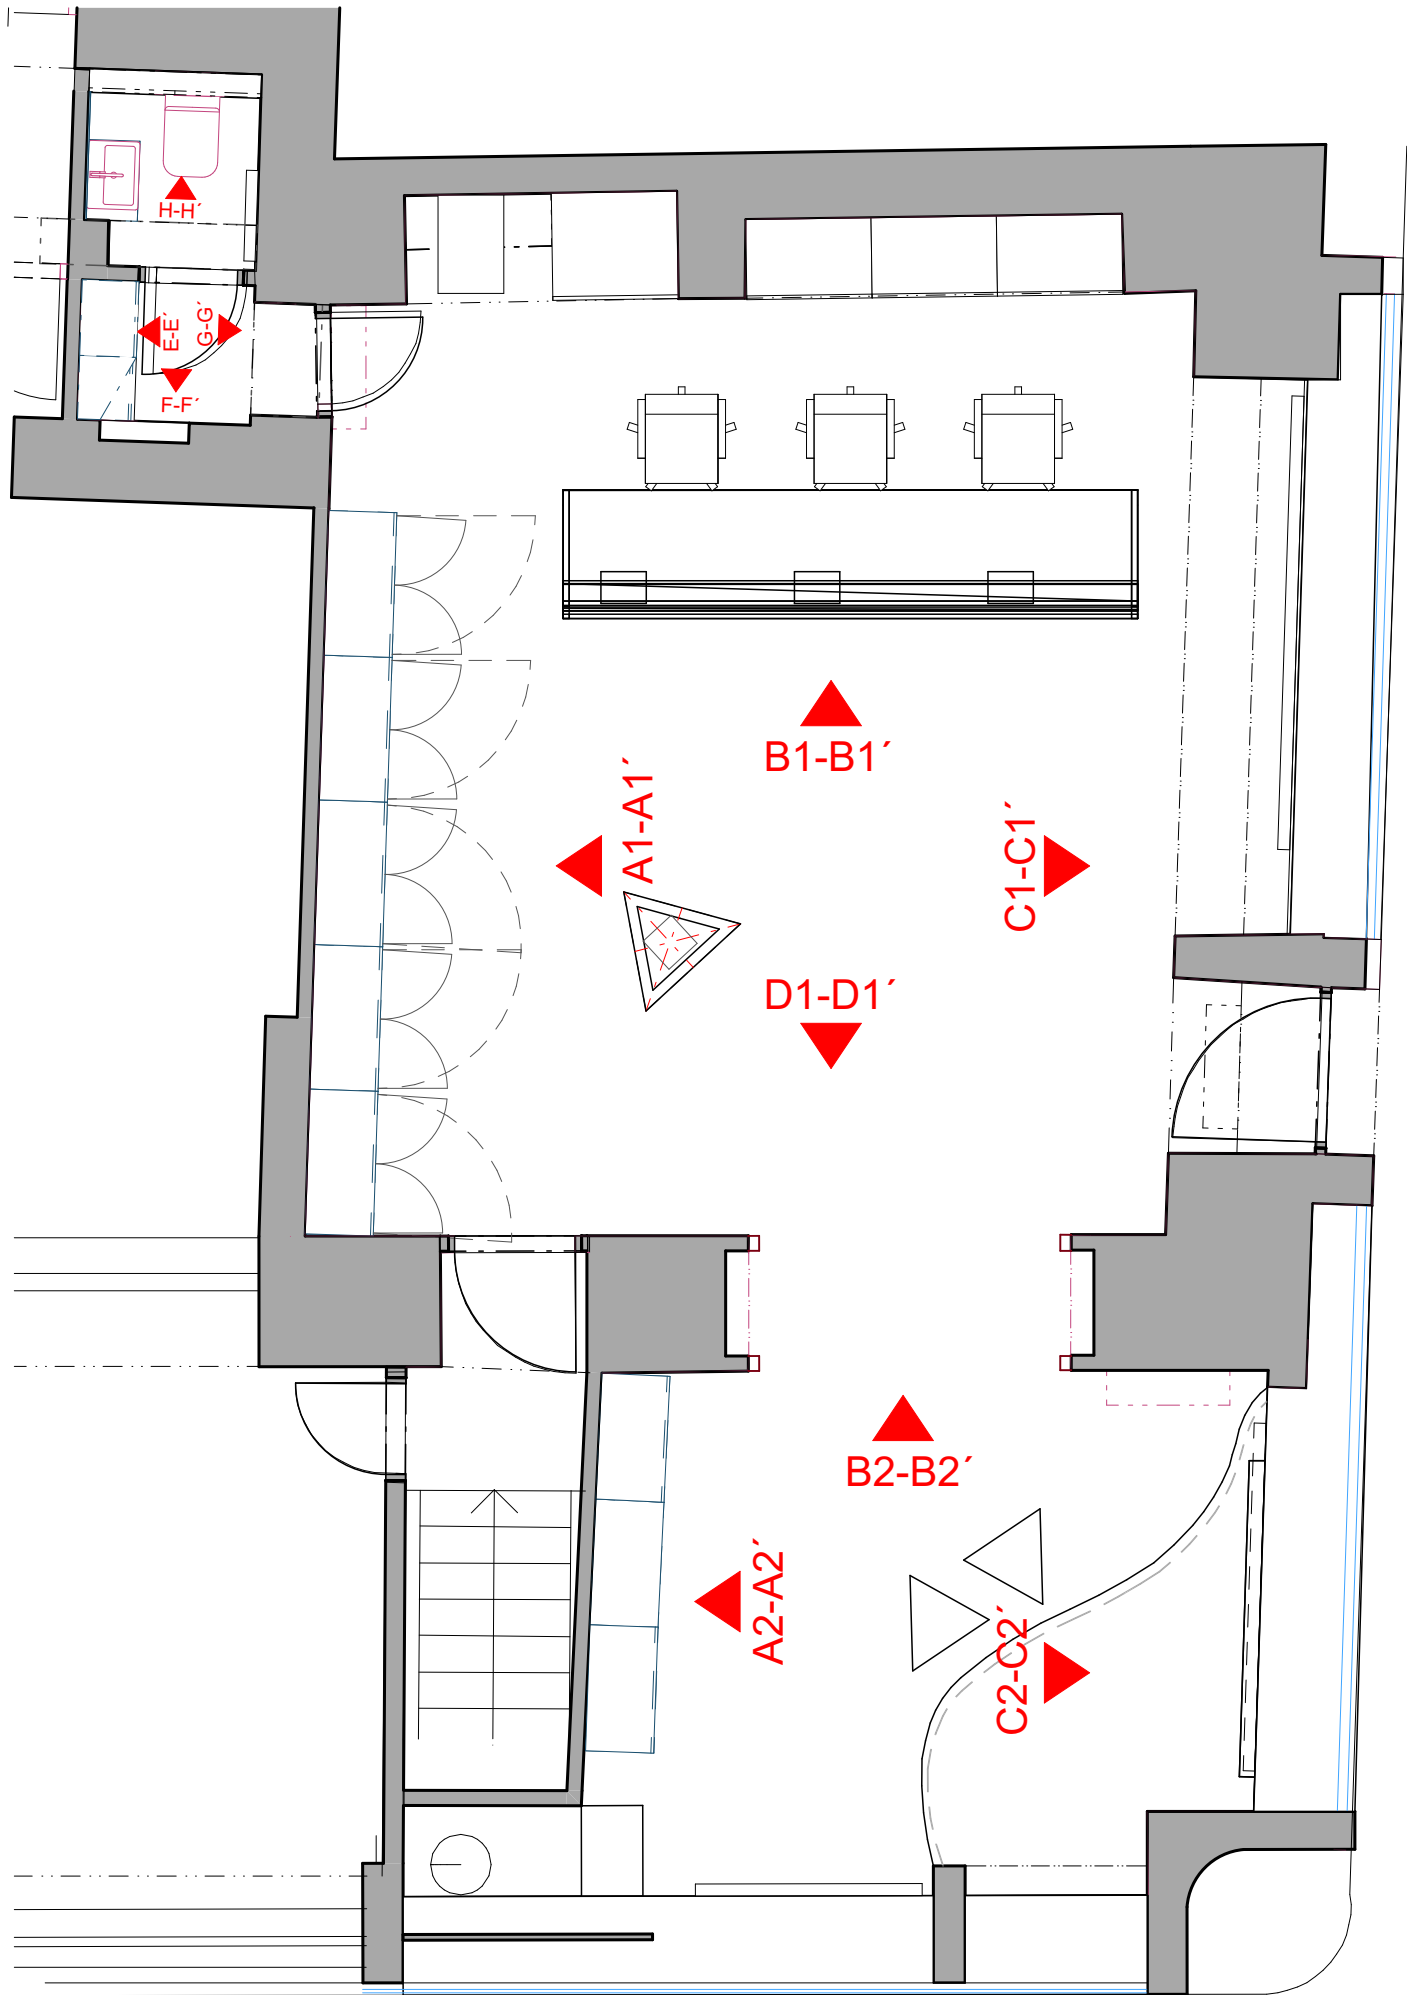 H-H´
E-E´
G-G´
F-F´
B1-B1´
A1-A1´
C1-C1´
D1-D1´
B2-B2´
A2-A2´
C2-C2´